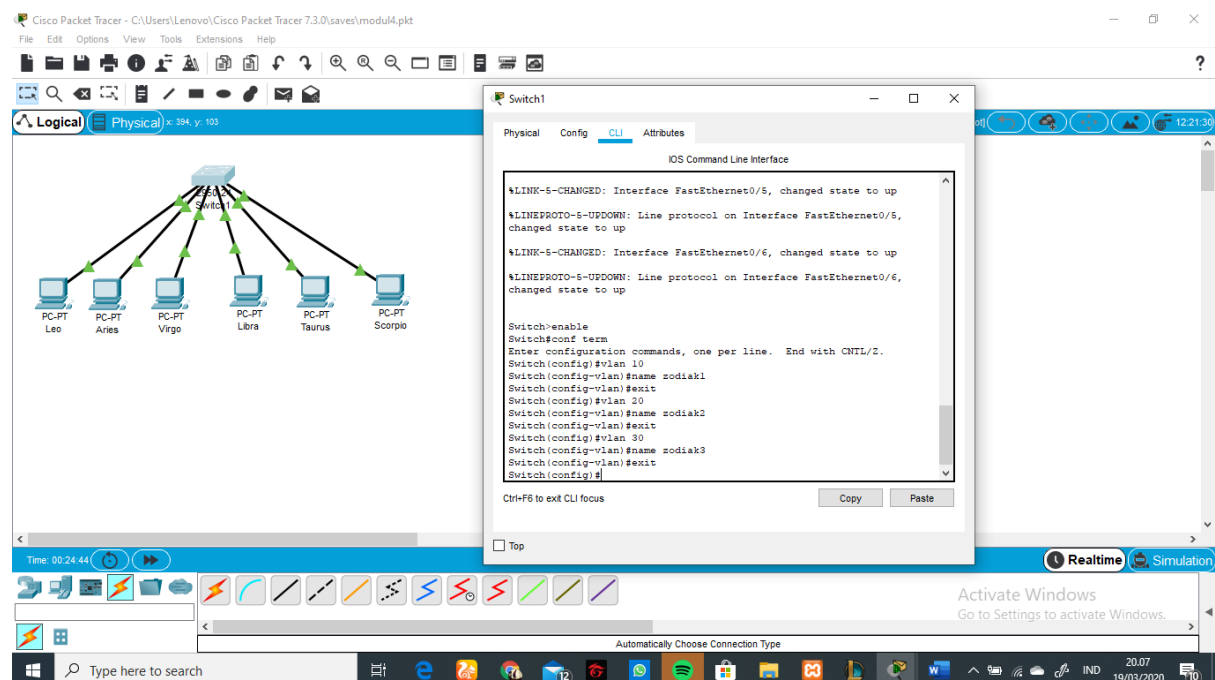 Cisco Packet Tracer - C:\Users\Lenovo\Cisco Packet Tracer 7.3.0\saves\modul4.pkt
File Edit Options View Tools Extensions Help
Logical Physical x: 394, y: 103
12:21:30
2950-24
Switch1
PC-PT
Leo
PC-PT
Aries
PC-PT
Virgo
PC-PT
Libra
PC-PT
Taurus
PC-PT
Scorpio
Switch1
Physical Config CLI Attributes
IOS Command Line Interface
%LINK-5-CHANGED: Interface FastEthernet0/5, changed state to up
%LINEPROTO-5-UPDOWN: Line protocol on Interface FastEthernet0/5,
changed state to up
%LINK-5-CHANGED: Interface FastEthernet0/6, changed state to up
%LINEPROTO-5-UPDOWN: Line protocol on Interface FastEthernet0/6,
changed state to up
Switch>enable
Switch#conf term
Enter configuration commands, one per line. End with CNTL/Z.
Switch(config)#vlan 10
Switch(config-vlan)#name zodiak1
Switch(config-vlan)#exit
Switch(config)#vlan 20
Switch(config-vlan)#name zodiak2
Switch(config-vlan)#exit
Switch(config)#vlan 30
Switch(config-vlan)#name zodiak3
Switch(config-vlan)#exit
Switch(config)#
Ctrl+F6 to exit CLI focus
Copy Paste
Top
Time: 00:24:44
Realtime Simulation
Activate Windows
Go to Settings to activate Windows.
Automatically Choose Connection Type
Type here to search
12
IND
20.07
19/03/2020
10